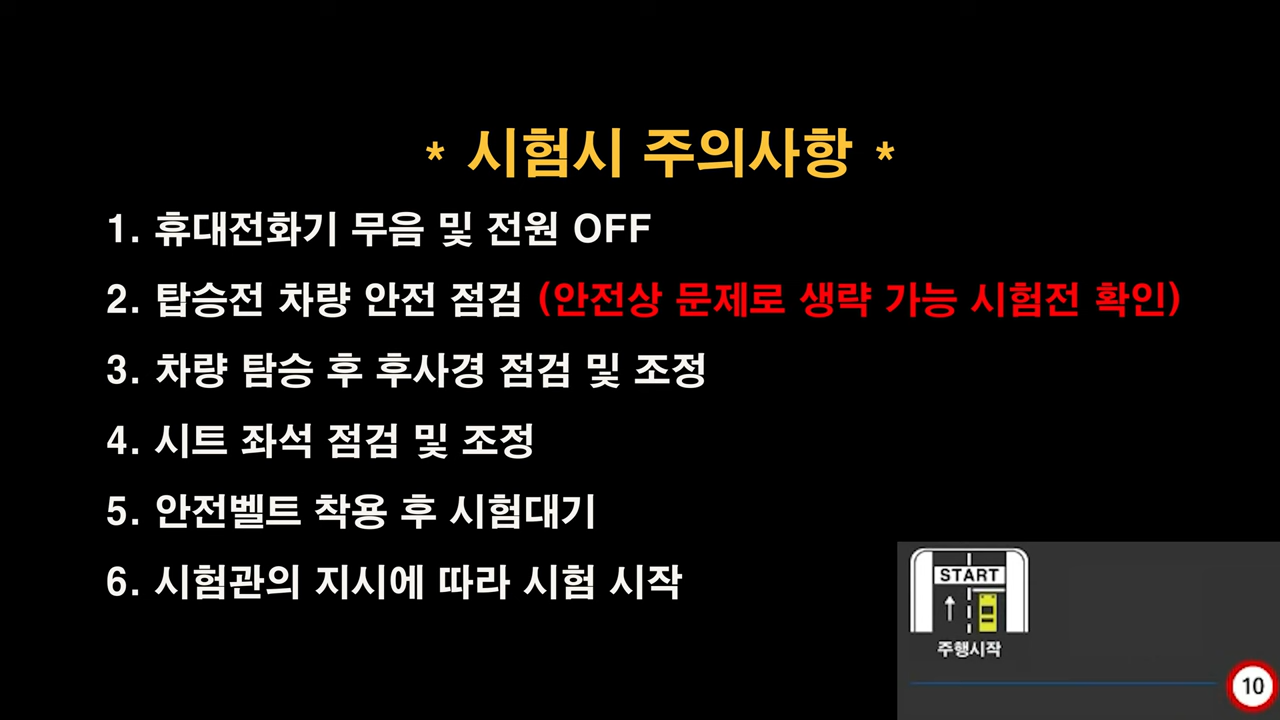 * 시험시 주의사항 *
1. 휴대전화기 무음 및 전원 OFF
2. 탑승전 차량 안전 점검 (안전상 문제로 생략 가능 시험전 확인)
3. 차량 탐승 후 후사경 점검 및 조정
4. 시트 좌석 점검 및 조정
5. 안전벨트 착용 후 시험대기
6. 시험관의 지시에 따라 시험 시작
START
주행시작
10